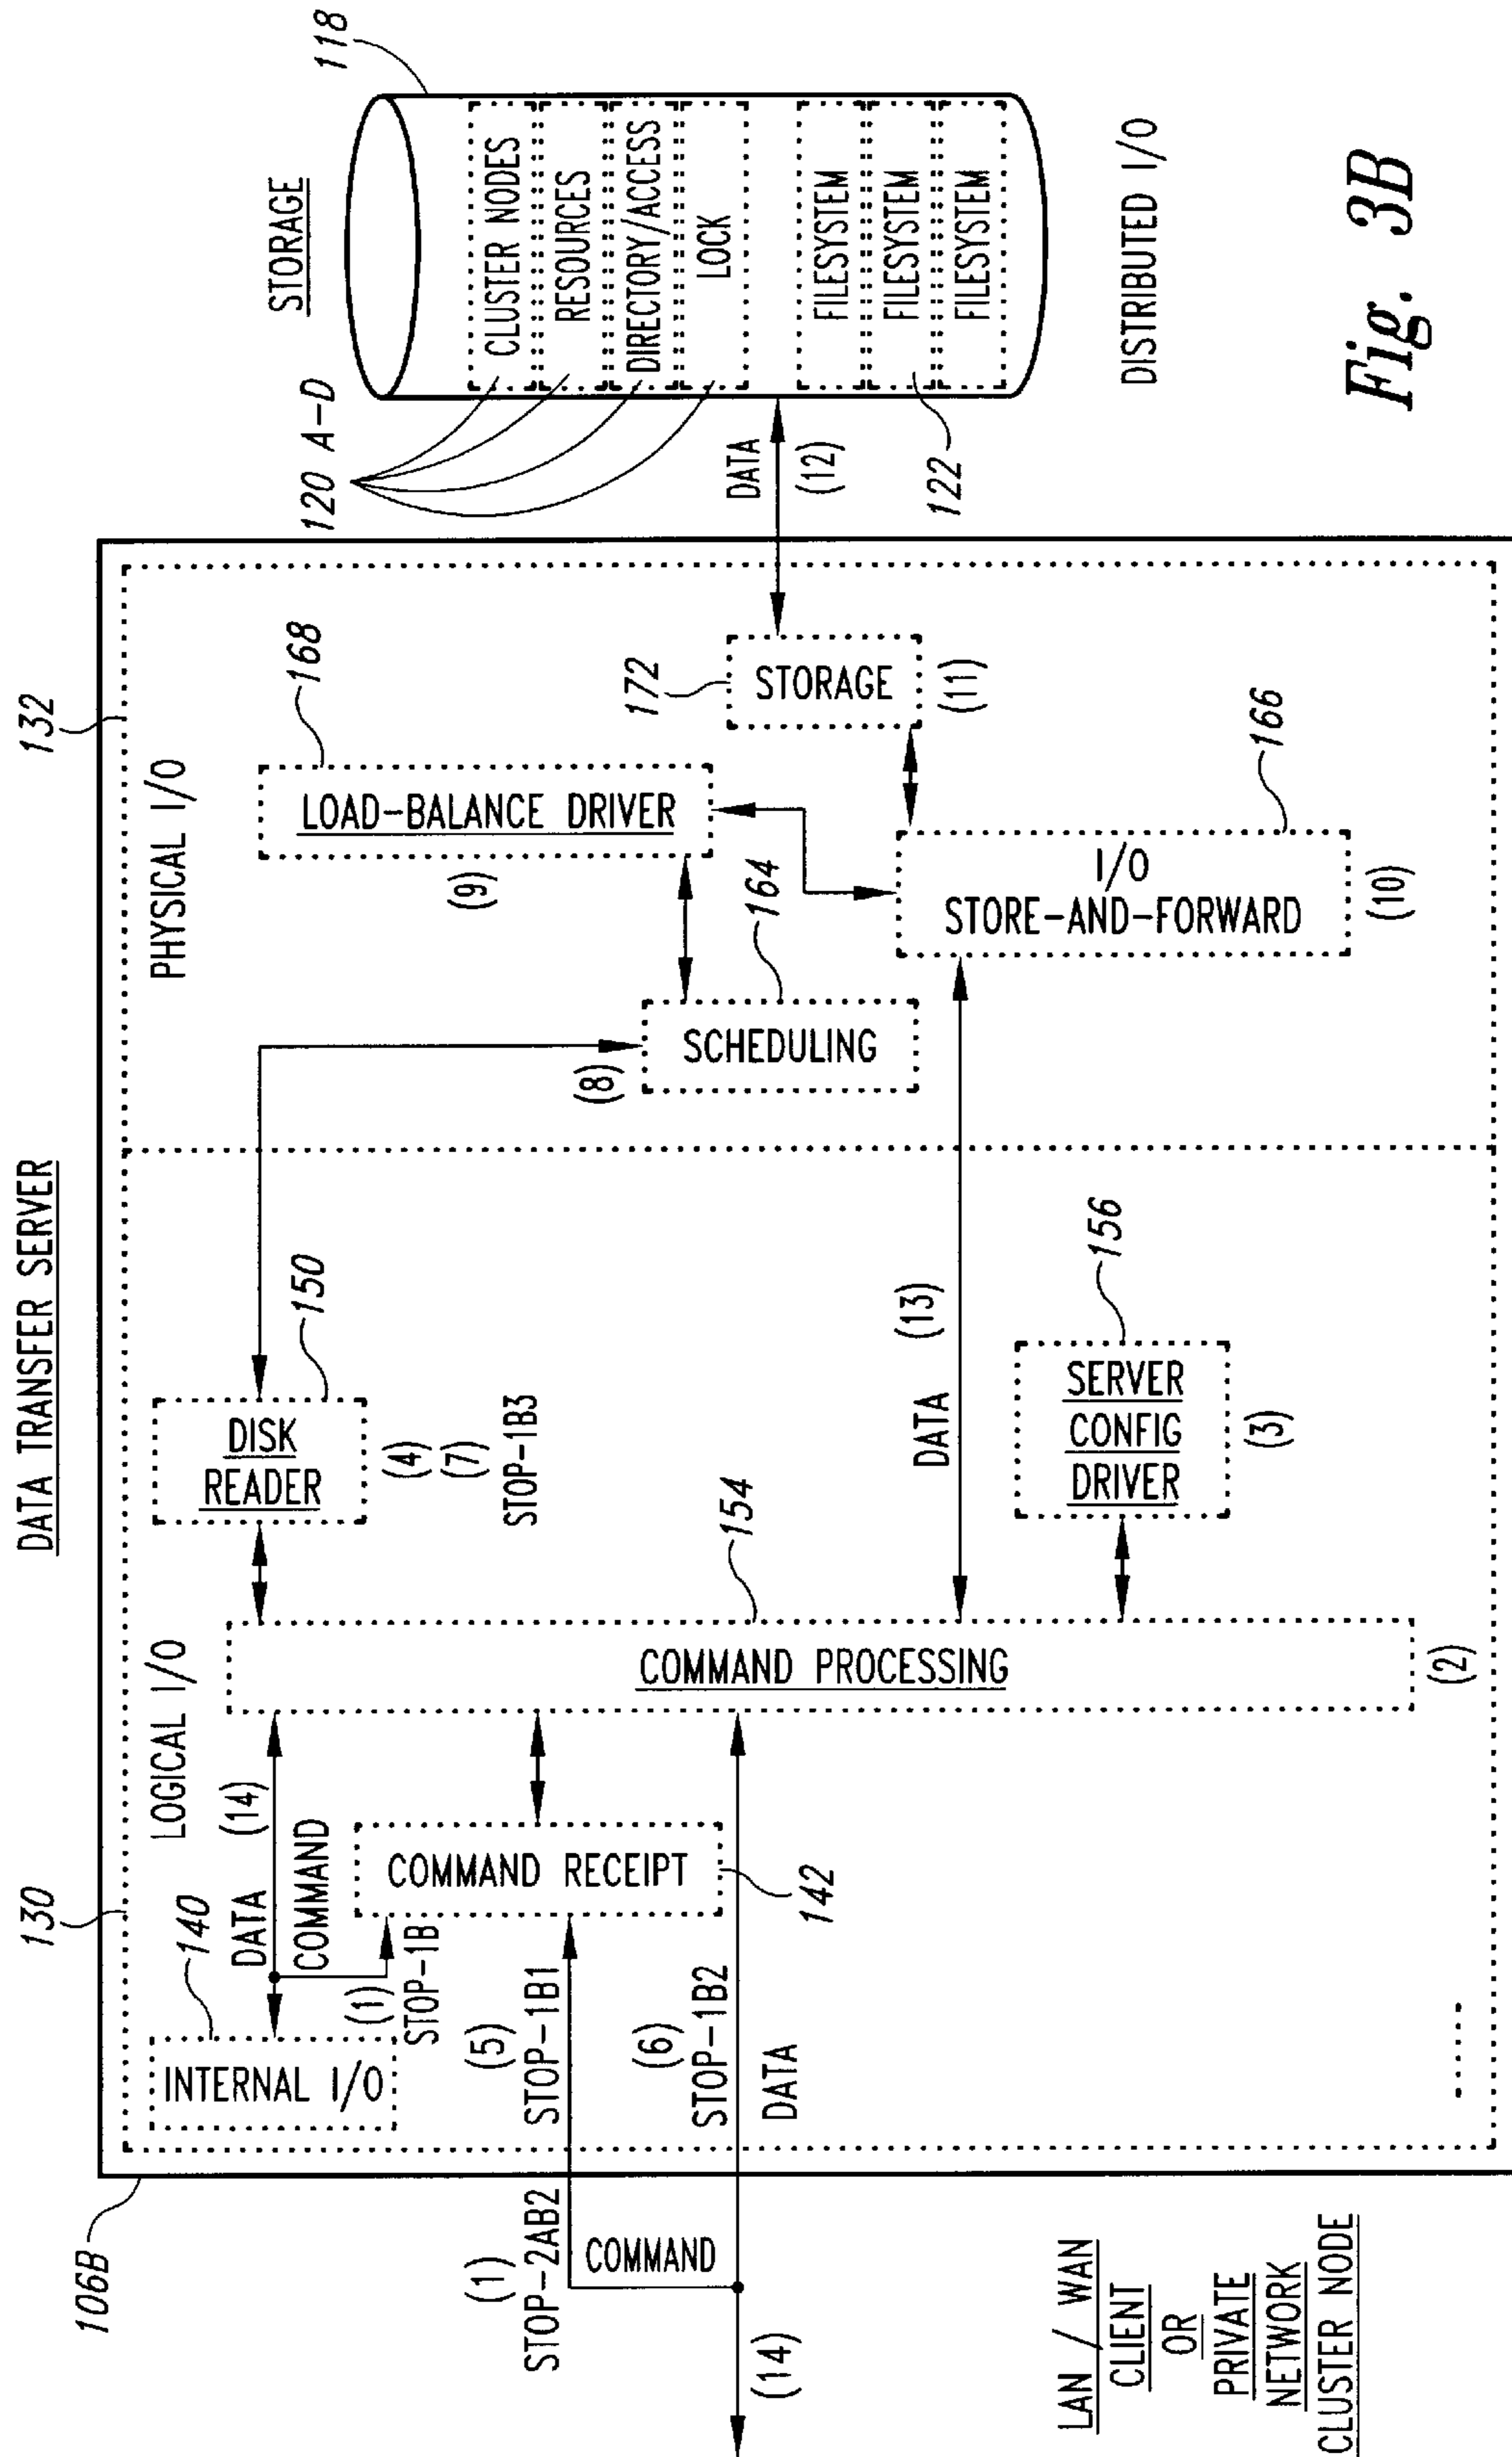 DATA TRANSFER SERVER
106B
130
132
LOGICAL I/O
PHYSICAL I/O
140
INTERNAL I/O
DATA
(14)
COMMAND
(1)
STOP-1B
COMMAND RECEIPT
142
(5)
STOP-1B1
(6)
STOP-1B2
DATA
(1)
STOP-2AB2
COMMAND
(14)
LAN / WAN
CLIENT
OR
PRIVATE
NETWORK
CLUSTER NODE
COMMAND PROCESSING
154
(2)
DISK
READER
150
(4)
(7)
STOP-1B3
DATA
(13)
SERVER
CONFIG
DRIVER
156
(3)
SCHEDULING
164
(8)
LOAD-BALANCE DRIVER
168
(9)
I/O
STORE-AND-FORWARD
166
(10)
172
STORAGE
(11)
DATA
(12)
STORAGE
118
120 A-D
CLUSTER NODES
RESOURCES
DIRECTORY/ACCESS
LOCK
FILESYSTEM
FILESYSTEM
FILESYSTEM
122
DISTRIBUTED I/O
Fig. 3B